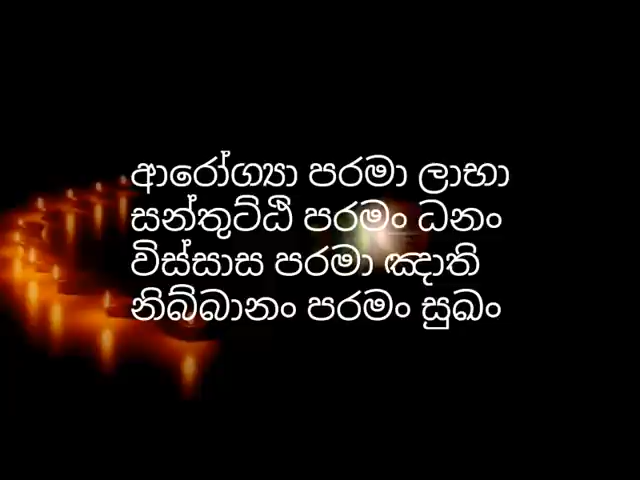 ආරෝග්‍යා පරමා ලාභා
සන්තුට්ඨි පරමං ධනං
විස්සාස පරමා ඤාති
නිබ්බානං පරමං සුඛං